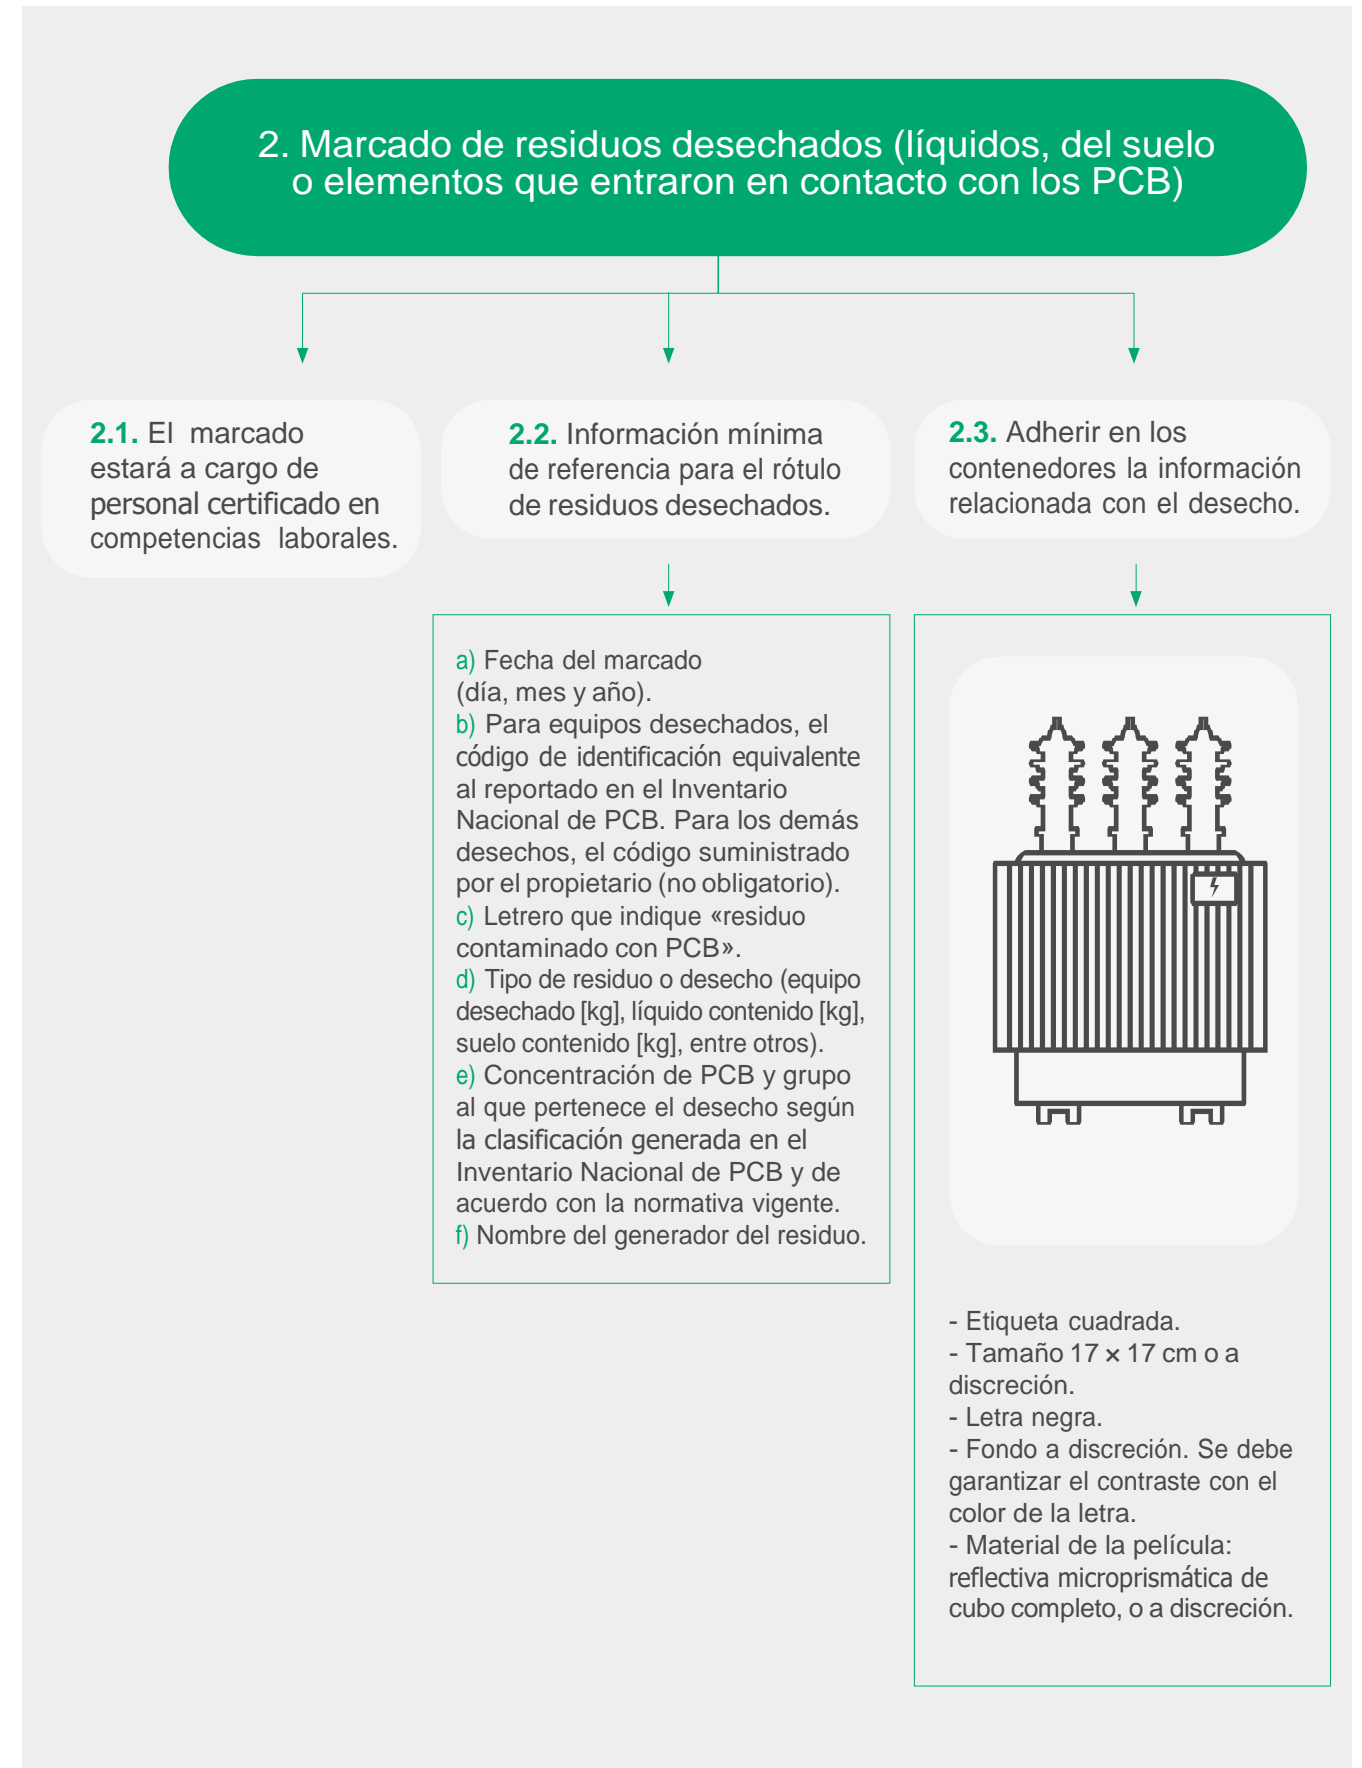 2. Marcado de residuos desechados (líquidos, del suelo
o elementos que entraron en contacto con los PCB)
2.1. El marcado
estará a cargo de
personal certificado en
competencias laborales.
2.2. Información mínima
de referencia para el rótulo
de residuos desechados.
2.3. Adherir en los
contenedores la información
relacionada con el desecho.
a) Fecha del marcado
(día, mes y año).
b) Para equipos desechados, el
código de identificación equivalente
al reportado en el Inventario
Nacional de PCB. Para los demás
desechos, el código suministrado
por el propietario (no obligatorio).
c) Letrero que indique «residuo
contaminado con PCB».
d) Tipo de residuo o desecho (equipo
desechado [kg], líquido contenido [kg],
suelo contenido [kg], entre otros).
e) Concentración de PCB y grupo
al que pertenece el desecho según
la clasificación generada en el
Inventario Nacional de PCB y de
acuerdo con la normativa vigente.
f) Nombre del generador del residuo.
- Etiqueta cuadrada.
- Tamaño 17 × 17 cm o a
discreción.
- Letra negra.
- Fondo a discreción. Se debe
garantizar el contraste con el
color de la letra.
- Material de la película:
reflectiva microprismática de
cubo completo, o a discreción.